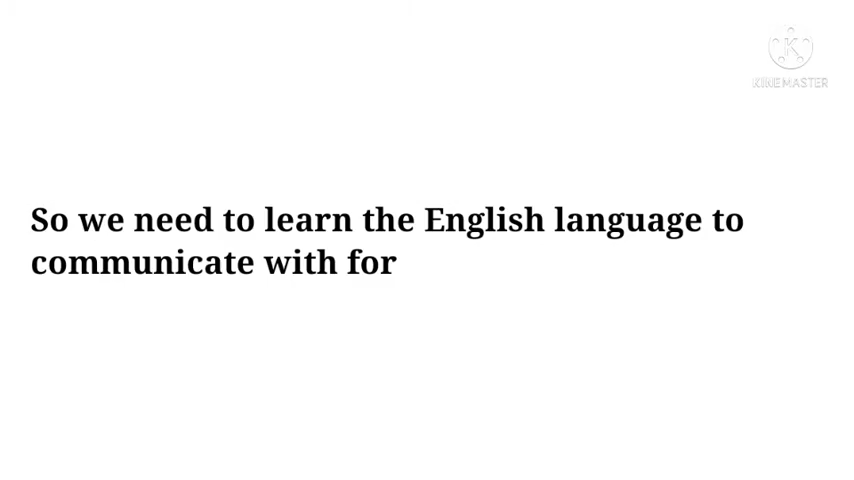 KINEMASTER
So we need to learn the English language to
communicate with for